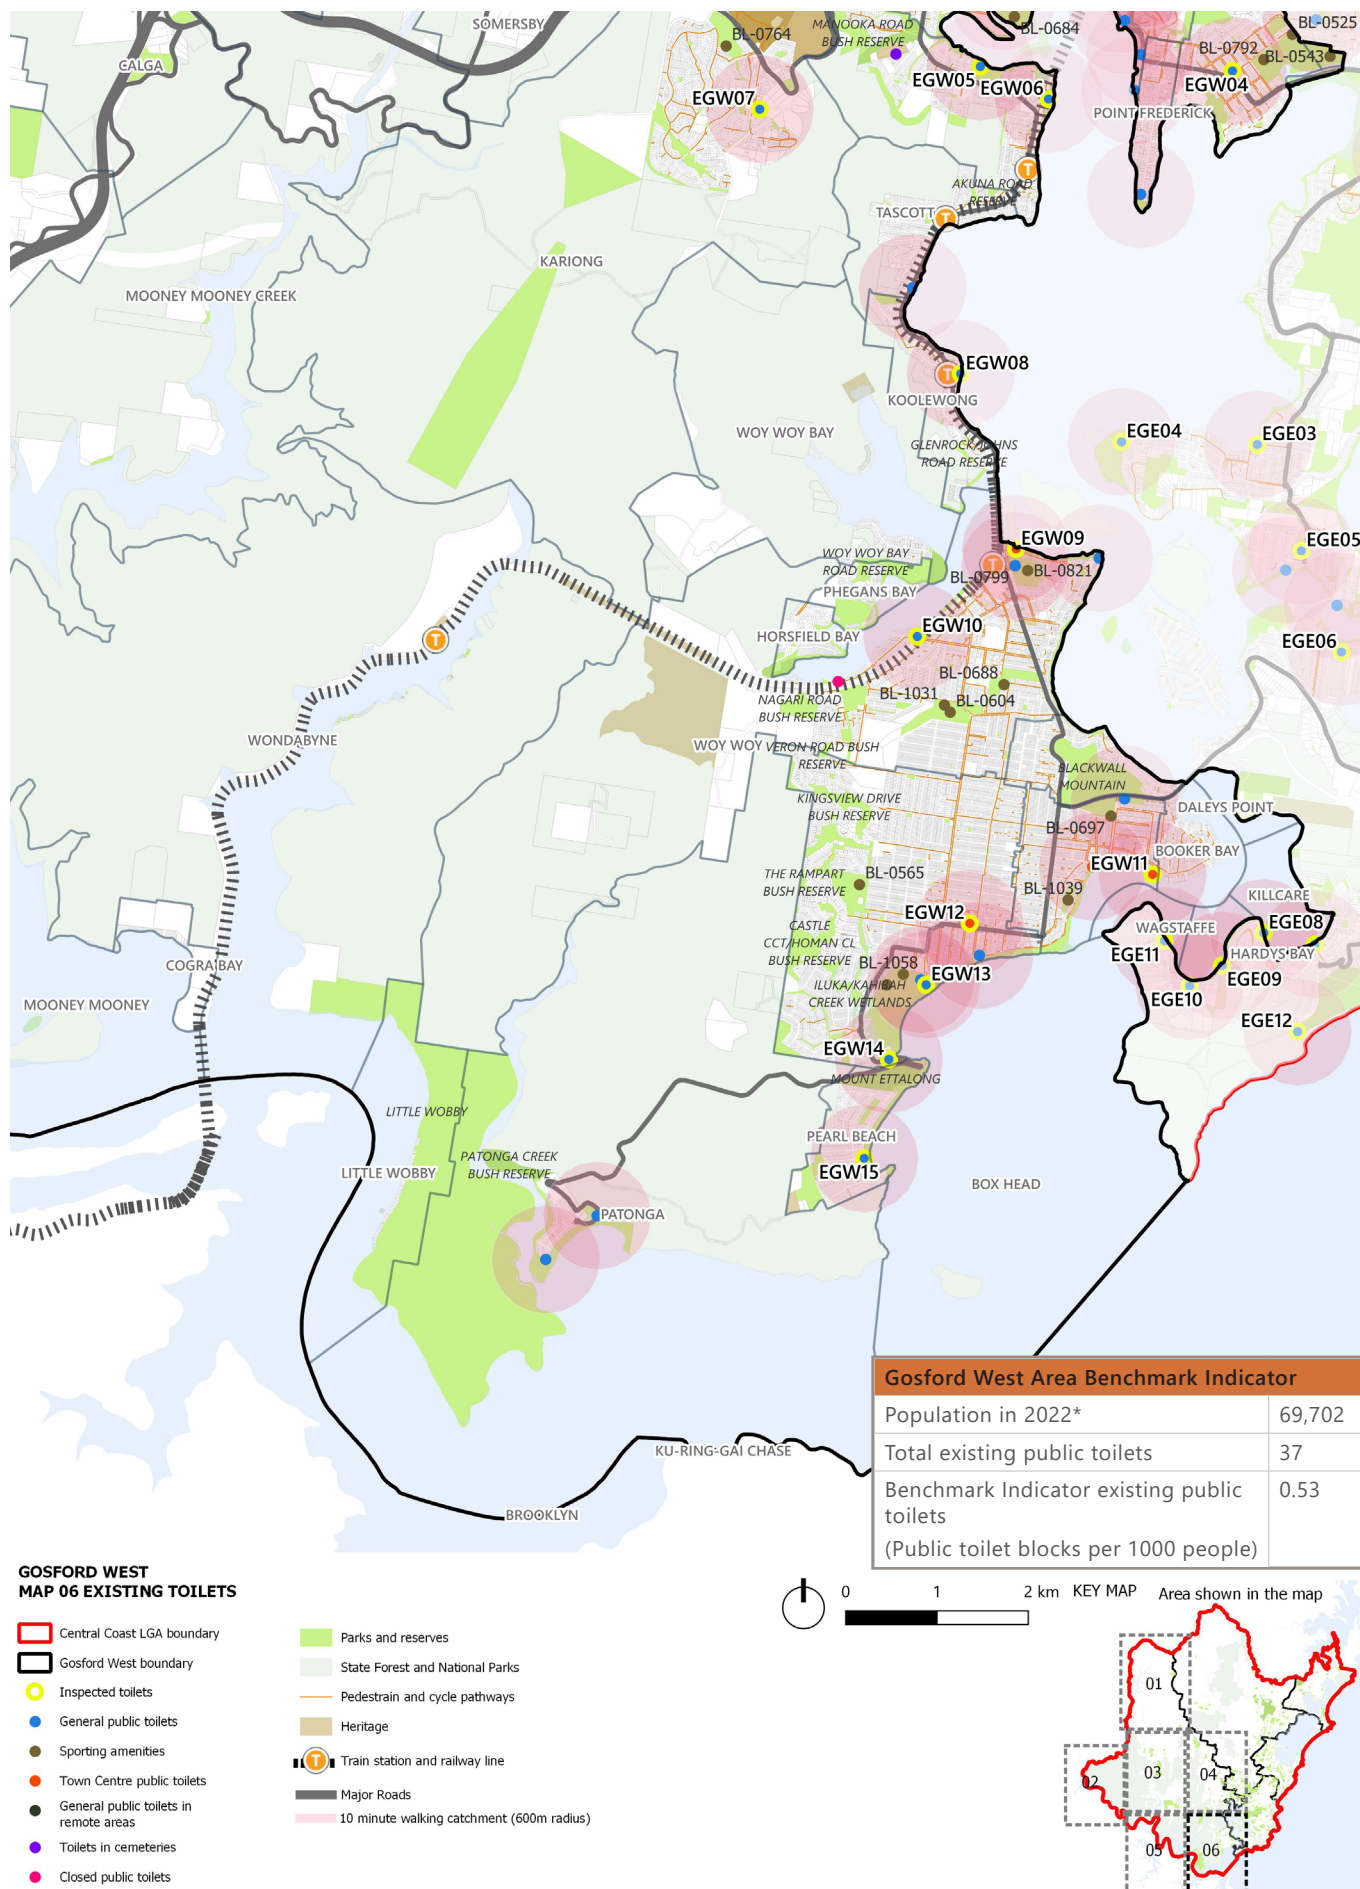 SOMERSBY
MANOOKA ROAD
BUSH RESERVE
BL-0684
BL-0525
BL-0764
CALGA
BL-0792
BL-0543
EGW05
EGW06
EGW04
EGW07
POINT FREDERICK
AKUNA ROAD
RESERVE
T
TASCOTT
T
KARIONG
MOONEY MOONEY CREEK
T
EGW08
KOOLEWONG
WOY WOY BAY
EGE04
EGE03
GLENROCK/JOHNS
ROAD RESERVE
EGW09
EGE05
WOY WOY BAY
ROAD RESERVE
T
BL-0799
BL-0821
PHEGANS BAY
EGW10
HORSFIELD BAY
T
EGE06
BL-0688
BL-1031
BL-0604
NAGARI ROAD
BUSH RESERVE
WONDABYNE
WOY WOY
VERON ROAD BUSH
RESERVE
BLACKWALL
MOUNTAIN
KINGSVIEW DRIVE
BUSH RESERVE
DALEYS POINT
BL-0697
BOOKER BAY
EGW11
THE RAMPART
BUSH RESERVE
BL-0565
BL-1039
KILLCARE
EGW12
WAGSTAFFE
EGE08
CASTLE
CCT/HOMAN CL
BUSH RESERVE
EGE11
HARDYS BAY
COGRA BAY
BL-1058
EGW13
EGE09
ILUKA/KAHIBAH
CREEK WETLANDS
EGE10
MOONEY MOONEY
EGE12
EGW14
MOUNT ETTALONG
LITTLE WOBBY
PEARL BEACH
PATONGA CREEK
BUSH RESERVE
LITTLE WOBBY
EGW15
BOX HEAD
PATONGA
Gosford West Area Benchmark Indicator
Population in 2022* 69,702
Total existing public toilets 37
Benchmark Indicator existing public 0.53
toilets
(Public toilet blocks per 1000 people)
KU-RING-GAI CHASE
BROOKLYN
GOSFORD WEST
MAP 06 EXISTING TOILETS
Central Coast LGA boundary
Gosford West boundary
Inspected toilets
General public toilets
Sporting amenities
Town Centre public toilets
General public toilets in
remote areas
Toilets in cemeteries
Closed public toilets
Parks and reserves
State Forest and National Parks
Pedestrain and cycle pathways
Heritage
T Train station and railway line
Major Roads
10 minute walking catchment (600m radius)
0 1 2 km
KEY MAP Area shown in the map
01
02
03
04
05
06